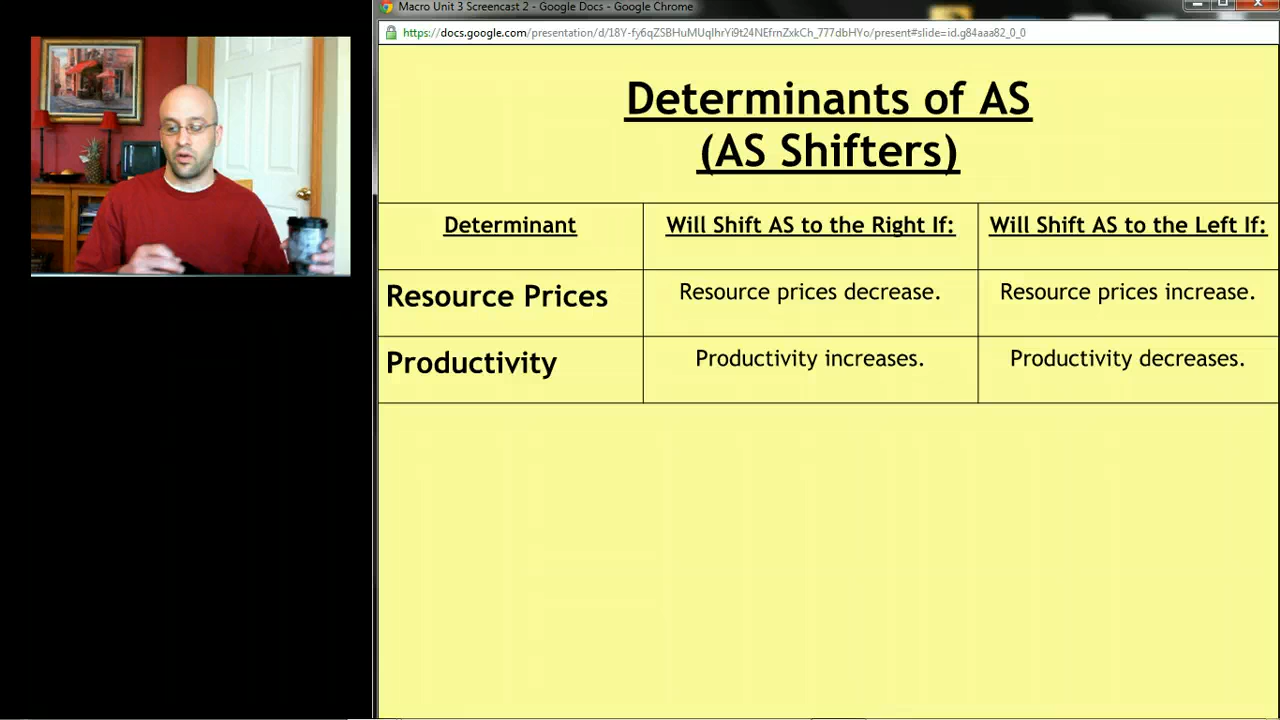 Macro Unit 3 Screencast 2 - Google Docs - Google Chrome
https://docs.google.com/presentation/d/18Y-fy6qZSBHuMUqIhrYi9t24NEfrnZxkCh_777dbHYo/present#slide=id.g84aaa82_0_0
Determinants of AS
(AS Shifters)
Determinant
Will Shift AS to the Right If:
Will Shift AS to the Left If:
Resource Prices
Resource prices decrease.
Resource prices increase.
Productivity
Productivity increases.
Productivity decreases.